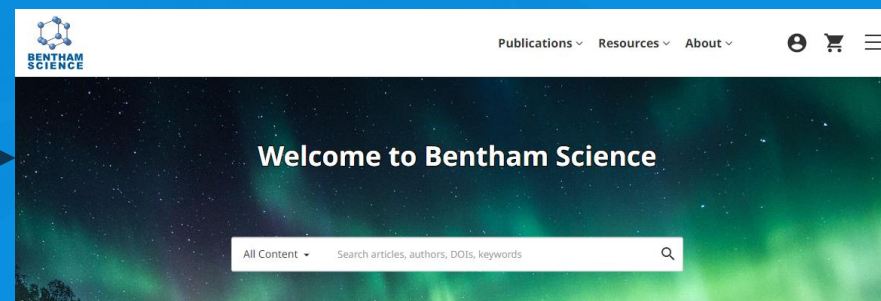 BENTHAM
SCIENCE
Publications Resources About
Welcome to Bentham Science
All Content Search articles, authors, DOIs, keywords